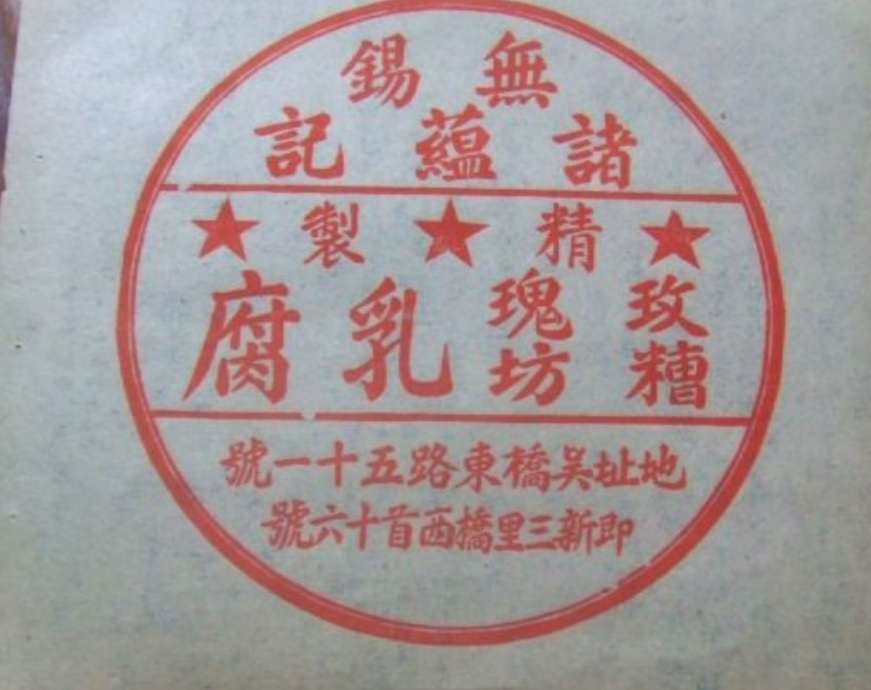 無錫
諸蘊記
★精★製★
玫瑰
糟坊
乳腐
地址吳橋東路五十一號
即新三里橋西首十六號